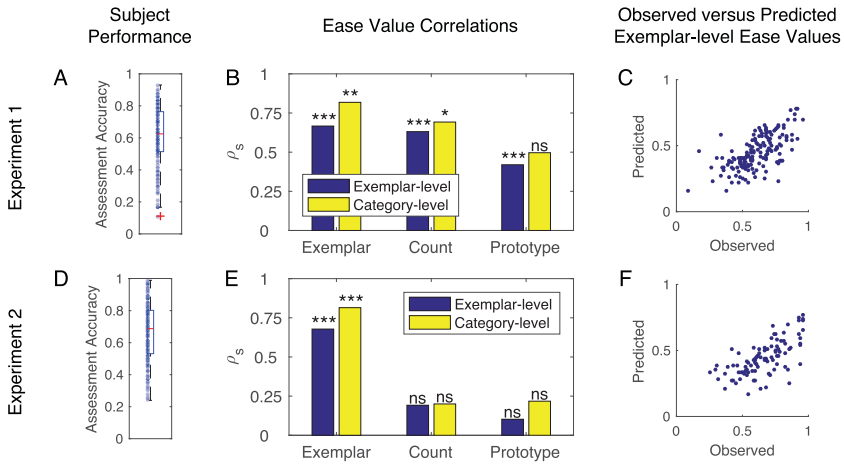 Subject
Performance
Ease Value Correlations
Observed versus Predicted
Exemplar-level Ease Values
Experiment 1
A
Assessment Accuracy
1
0.8
0.6
0.4
0.2
0
B
ρs
1
0.75
0.5
0.25
0
***
**
***
*
***
ns
Exemplar-level
Category-level
Exemplar
Count
Prototype
C
Predicted
1
0.5
0
0
0.5
1
Observed
Experiment 2
D
Assessment Accuracy
1
0.8
0.6
0.4
0.2
0
E
ρs
1
0.75
0.5
0.25
0
***
***
ns
ns
ns
ns
Exemplar-level
Category-level
Exemplar
Count
Prototype
F
Predicted
1
0.5
0
0
0.5
1
Observed